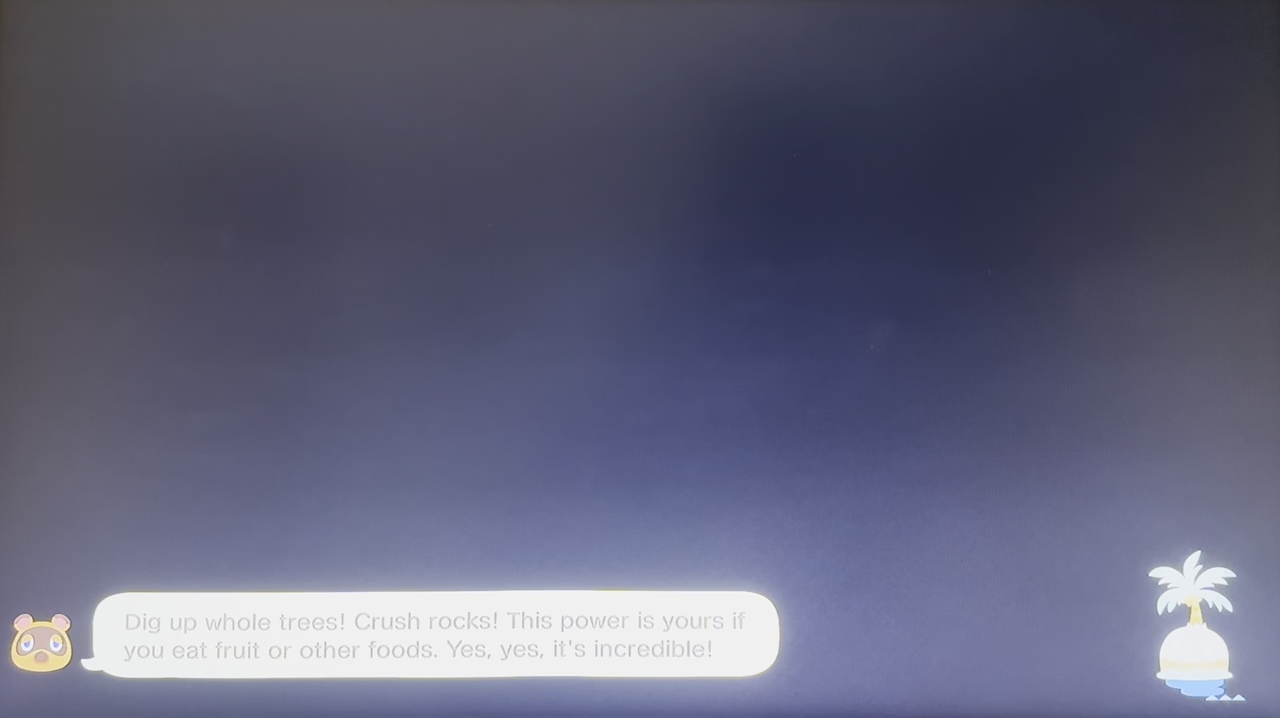 Dig up whole trees! Crush rocks! This power is yours if
you eat fruit or other foods. Yes, yes, it's incredible!